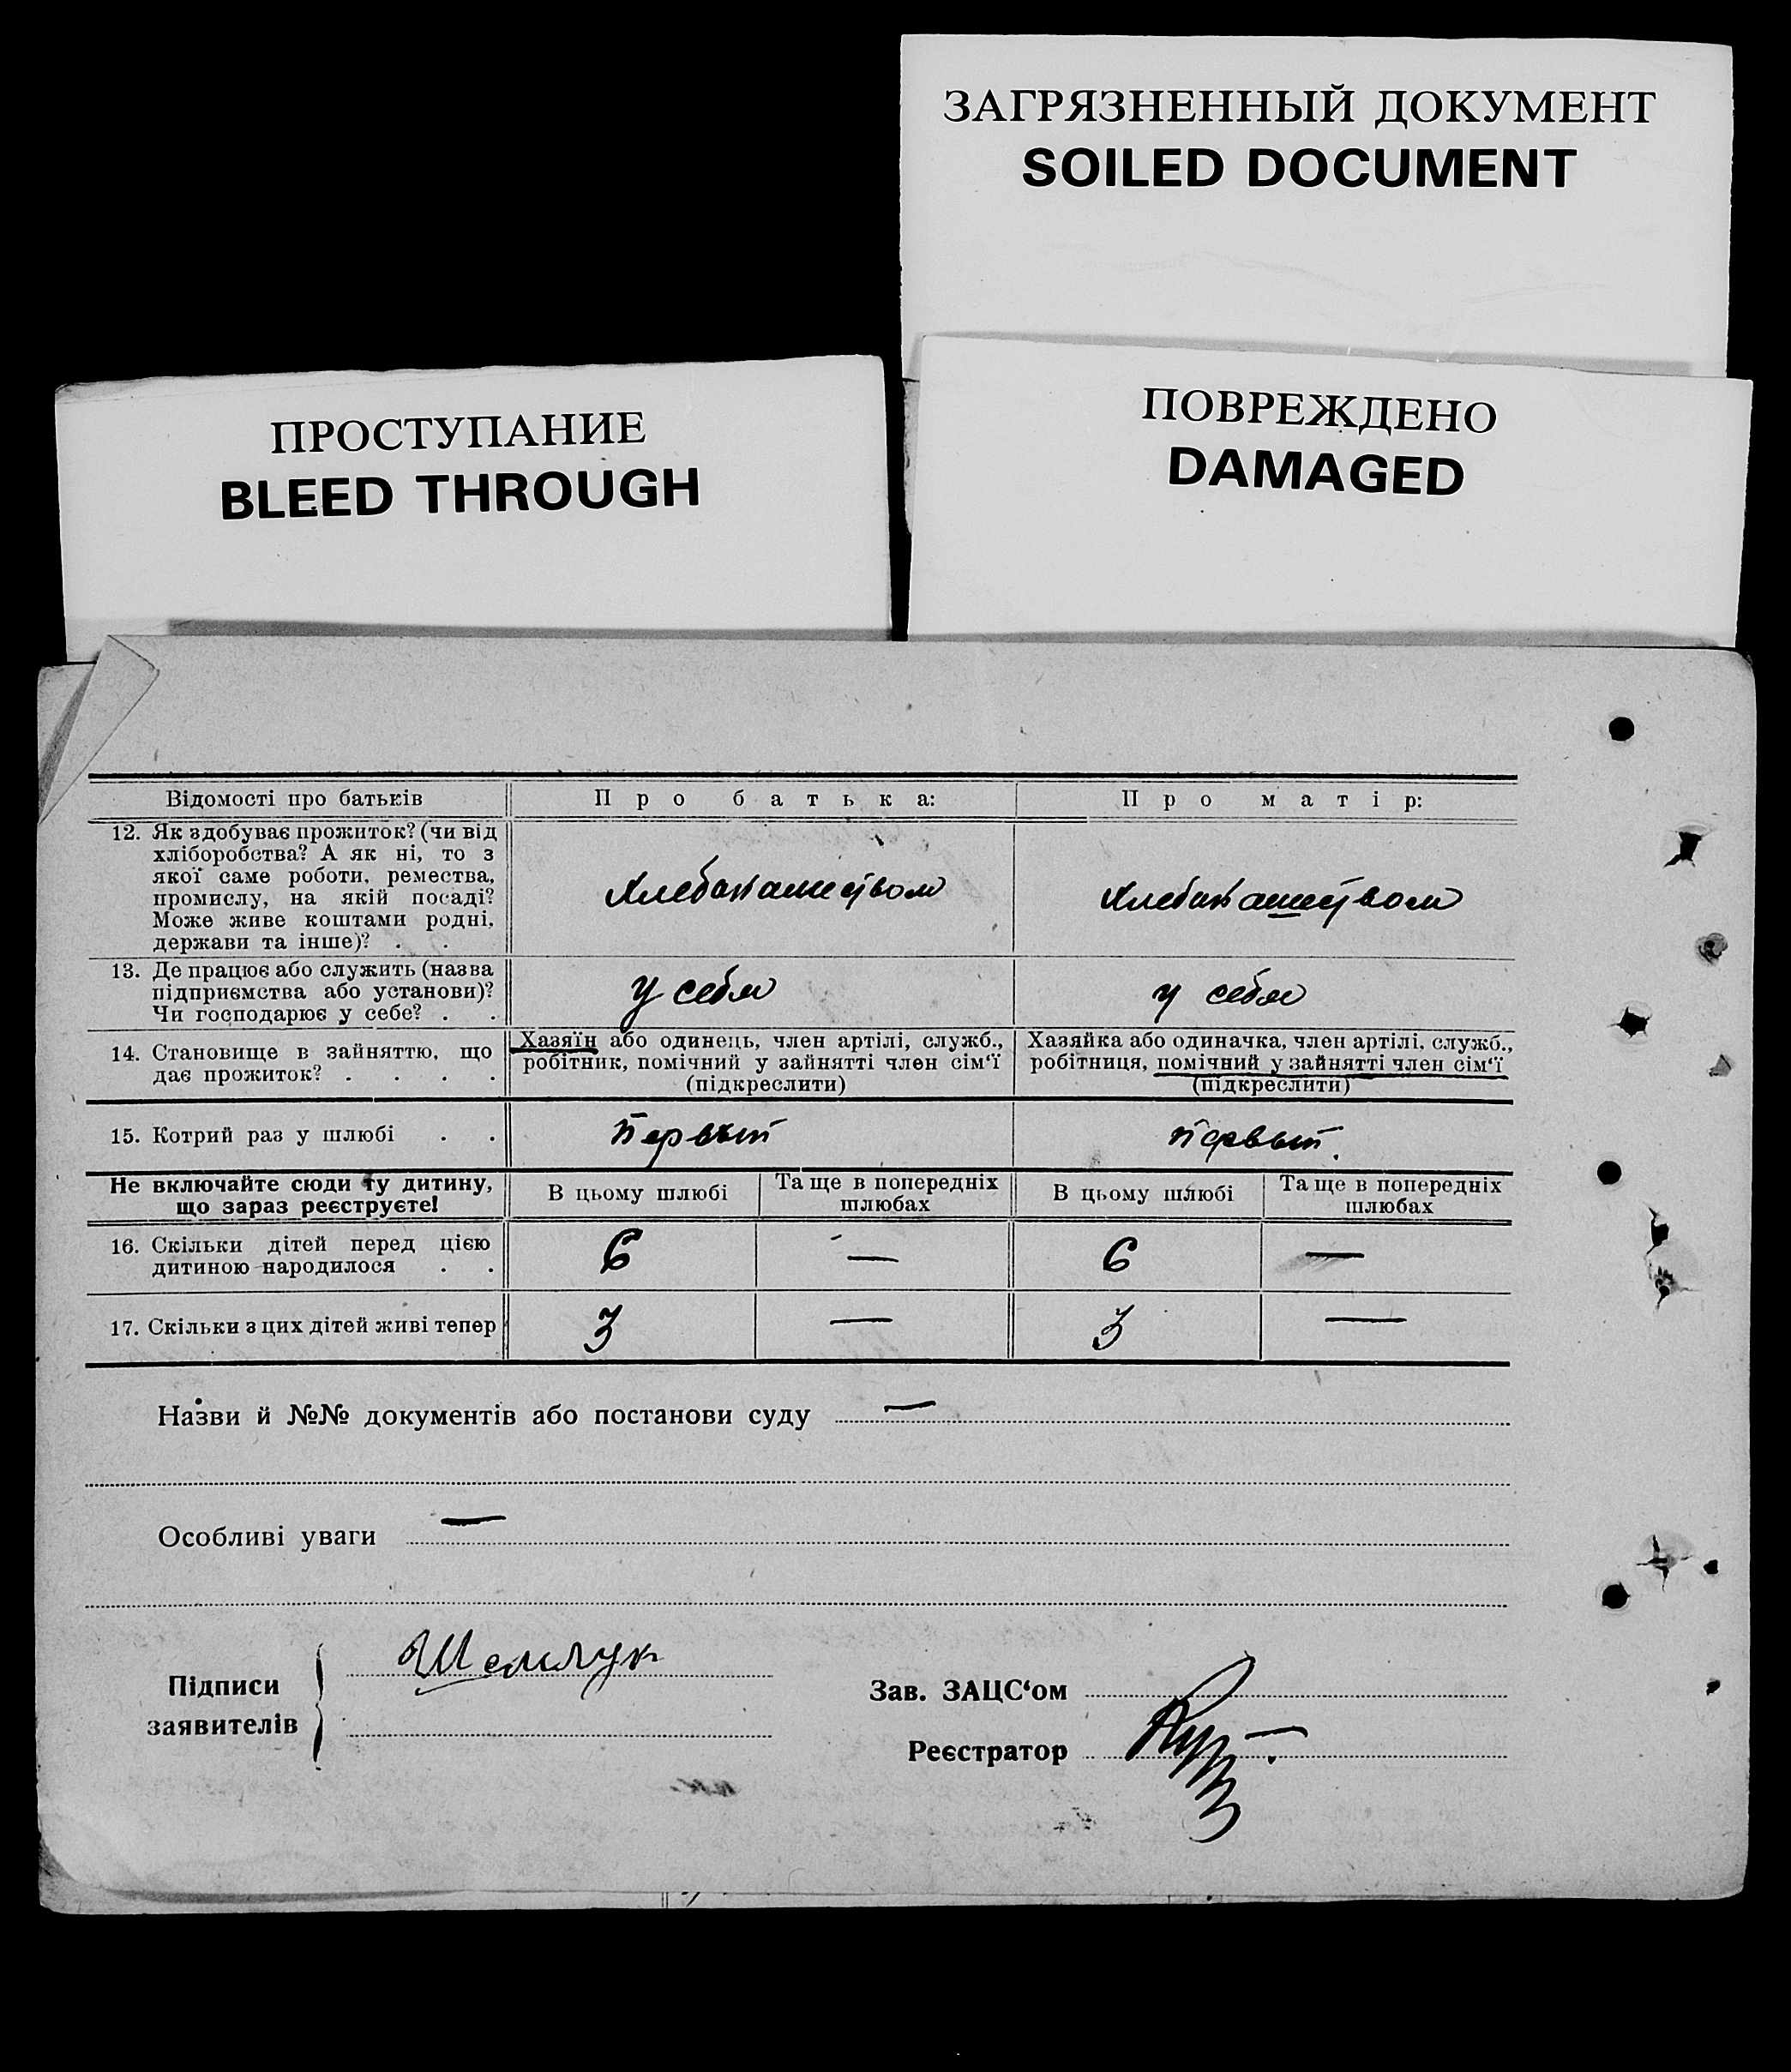 ЗАГРЯЗНЕННЫЙ ДОКУМЕНТ
SOILED DOCUMENT
ПРОСТУПАНИЕ
BLEED THROUGH
ПОВРЕЖДЕНО
DAMAGED
Відомості про батьків
Про батька:
Про матір:
12. Як здобуває прожиток? (чи від
хліборобства? А як ні, то з
якої саме роботи, ремества,
промислу, на якій посаді?
Може живе коштами родні,
держави та інше)? . .
Хлебопашеством
Хлебопашеством
13. Де працює або служить (назва
підприємства або установи)?
Чи господарює у себе? . .
у себя
у себя
14. Становище в зайняттю, що
дає прожиток? . . . .
Хазяїн або одинець, член артілі, служб.,
робітник, помічний у зайнятті член сім‘ї
(підкреслити)
Хазяйка або одиначка, член артілі, служб.,
робітниця, помічний у зайнятті член сім‘ї
(підкреслити)
15. Котрий раз у шлюбі . .
Первый
первый.
Не включайте сюди ту дитину,
що зараз реєструєте!
В цьому шлюбі
Та ще в попередніх
шлюбах
В цьому шлюбі
Та ще в попередніх
шлюбах
16. Скільки дітей перед цією
дитиною народилося . .
6
—
6
—
17. Скільки з цих дітей живі тепер
3
—
3
—
Назви й №№ документів або постанови суду —
Особливі уваги —
Підписи
заявителів
Зав. ЗАЦС‘ом
Реєстратор